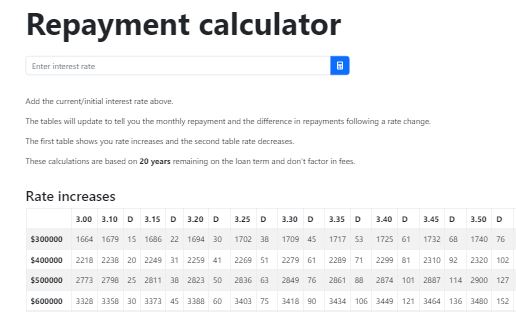 Repayment calculator
Enter interest rate
Add the current/initial interest rate above.
The tables will update to tell you the monthly repayment and the difference in repayments following a rate change.
The first table shows you rate increases and the second table rate decreases.
These calculations are based on 20 years remaining on the loan term and don't factor in fees.
Rate increases
3.00 3.10 D 3.15 D 3.20 D 3.25 D 3.30 D 3.35 D 3.40 D 3.45 D 3.50 D
$300000 1664 1679 15 1686 22 1694 30 1702 38 1709 45 1717 53 1725 61 1732 68 1740 76
$400000 2218 2238 20 2249 31 2259 41 2269 51 2279 61 2289 71 2299 81 2310 92 2320 102
$500000 2773 2798 25 2811 38 2823 50 2836 63 2849 76 2861 88 2874 101 2887 114 2900 127
$600000 3328 3358 30 3373 45 3388 60 3403 75 3418 90 3434 106 3449 121 3464 136 3480 152